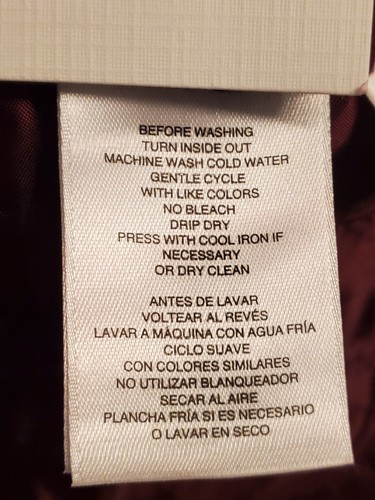 BEFORE WASHING
TURN INSIDE OUT
MACHINE WASH COLD WATER
GENTLE CYCLE
WITH LIKE COLORS
NO BLEACH
DRIP DRY
PRESS WITH COOL IRON IF
NECESSARY
OR DRY CLEAN
ANTES DE LAVAR
VOLTEAR AL REVÉS
LAVAR A MÁQUINA CON AGUA FRÍA
CICLO SUAVE
CON COLORES SIMILARES
NO UTILIZAR BLANQUEADOR
SECAR AL AIRE
PLANCHA FRÍA SI ES NECESARIO
O LAVAR EN SECO